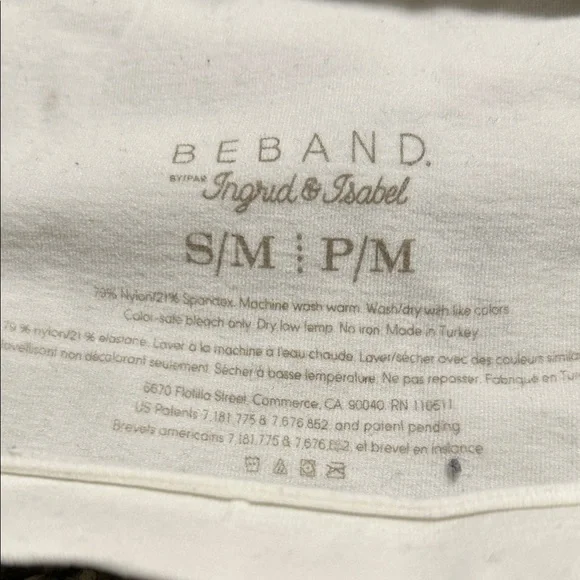 BEBAND.
BY/PAR Ingrid & Isabel
S/M P/M
79% Nylon/21% Spandex. Machine wash warm. Wash/dry with like colors.
Color-safe bleach only. Dry low temp. No iron. Made in Turkey.
79 % nylon/21 % elastane. Laver à la machine à l'eau chaude. Laver/sécher avec des couleurs
non décolorant seulement. Sécher à basse température. Ne pas repasser. Fabriqué en
6670 Flotilla Street, Commerce, CA 90040. RN 116611
US Patents 7,181,775 & 7,676,852, and patent pending
Brevets américains 7,181,775 & 7,676,852, et brevet en instance